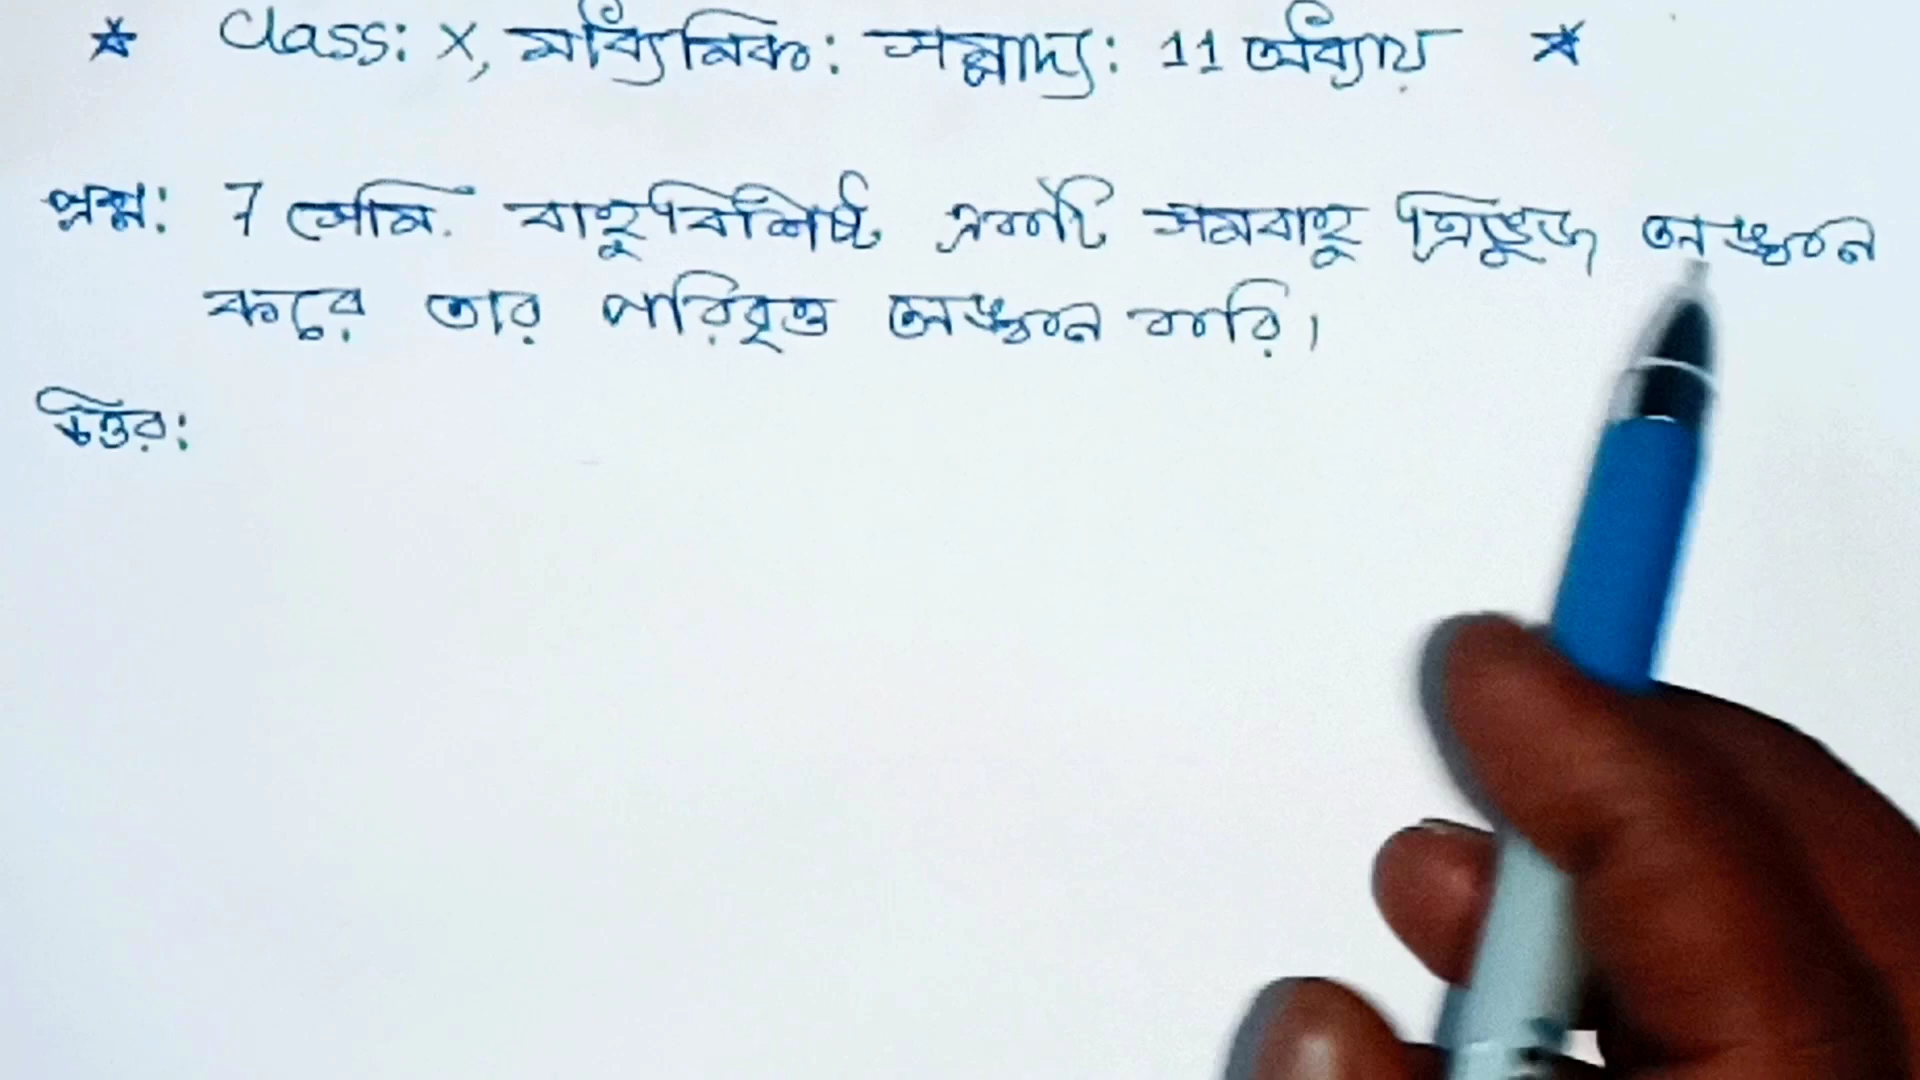 ★ Class: X, মাধ্যমিক: সম্পাদ্য: 11 অধ্যায় ★
প্রশ্ন: 7 সেমি. বাহুবিশিষ্ট একটি সমবাহু ত্রিভুজ অঙ্কন
করে তার পরিবৃত্ত অঙ্কন করি।
উত্তর: